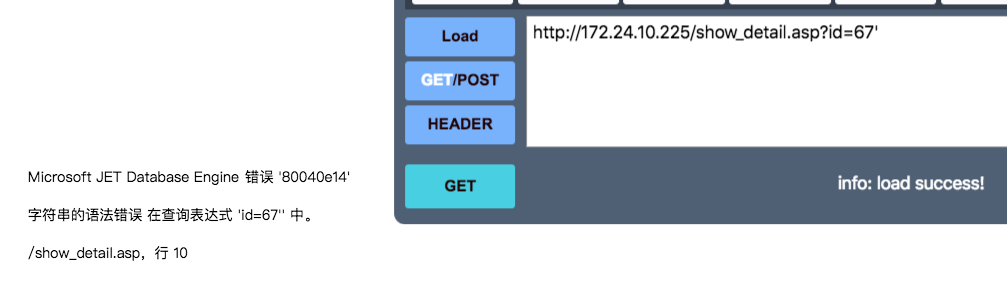 Load
http://172.24.10.225/show_detail.asp?id=67'
GET/POST
HEADER
GET
info: load success!
Microsoft JET Database Engine 错误 '80040e14'
字符串的语法错误 在查询表达式 'id=67'' 中。
/show_detail.asp，行 10